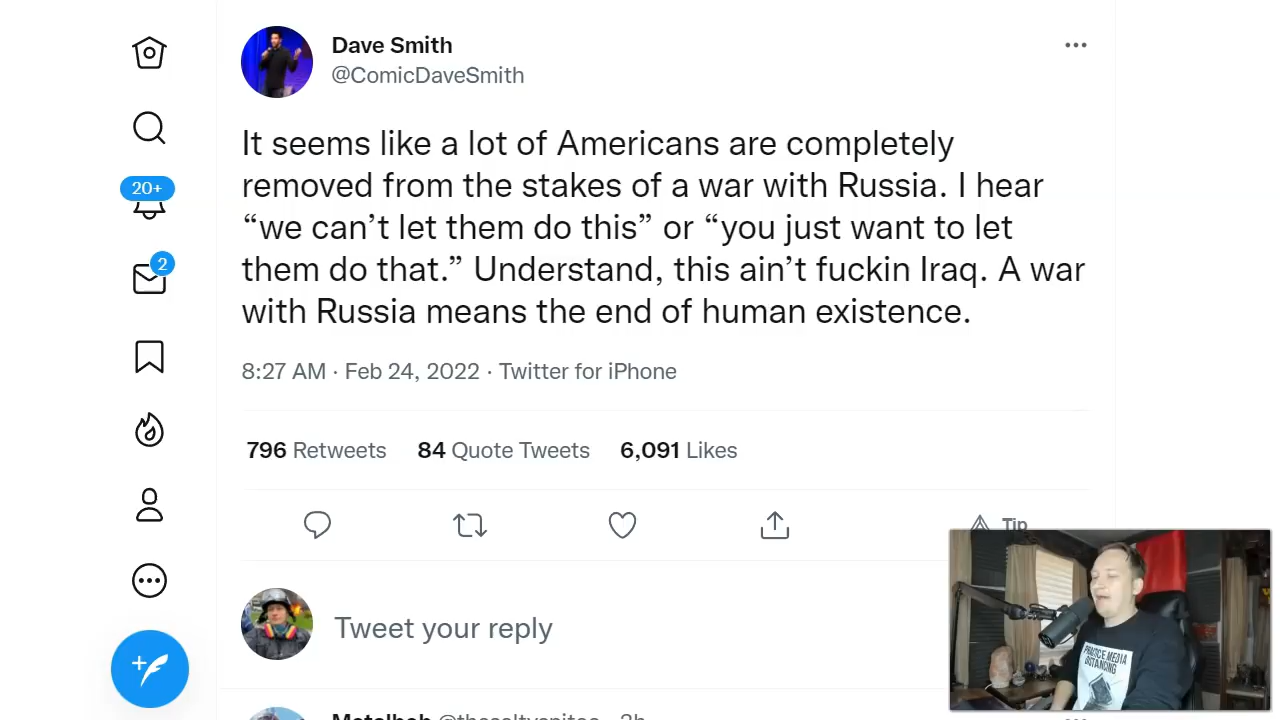 Dave Smith
@ComicDaveSmith
It seems like a lot of Americans are completely
removed from the stakes of a war with Russia. I hear
“we can’t let them do this” or “you just want to let
them do that.” Understand, this ain’t fuckin Iraq. A war
with Russia means the end of human existence.
8:27 AM · Feb 24, 2022 · Twitter for iPhone
796 Retweets 84 Quote Tweets 6,091 Likes
Tip
Tweet your reply
20+
2
PRACTICE MEDIA
DISTANCING